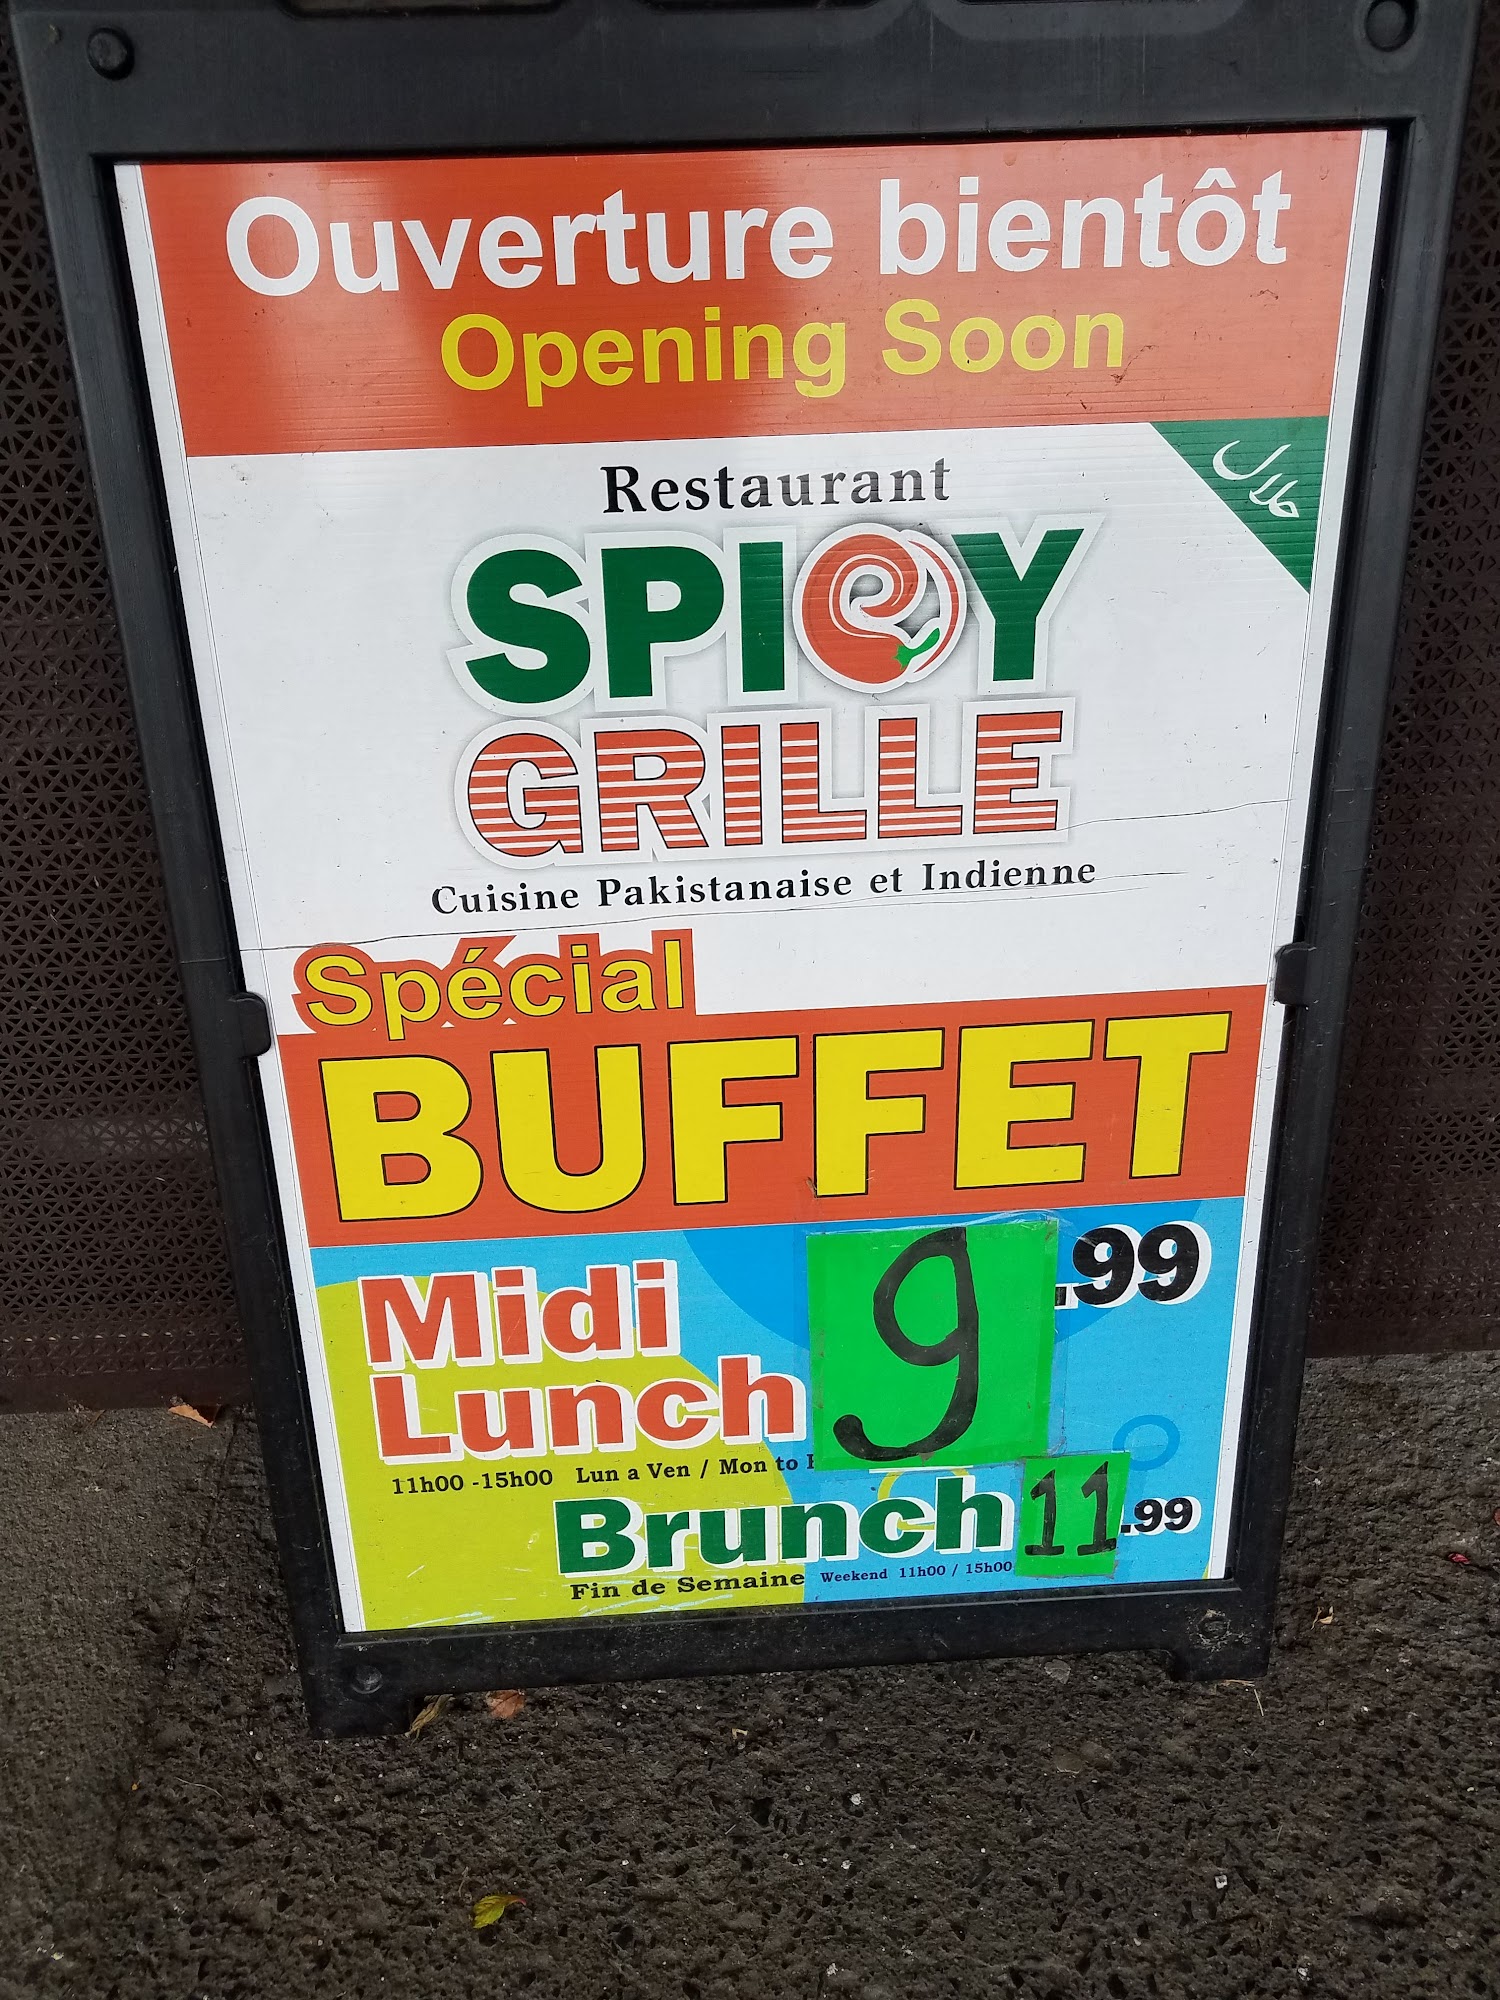 Ouverture bientôt
Opening Soon
حلال
Restaurant
SPICY
GRILLE
Cuisine Pakistanaise et Indienne
Spécial
BUFFET
Midi 9.99
Lunch
11h00 -15h00 Lun a Ven / Mon to
Brunch 11.99
Fin de Semaine Weekend 11h00 / 15h00